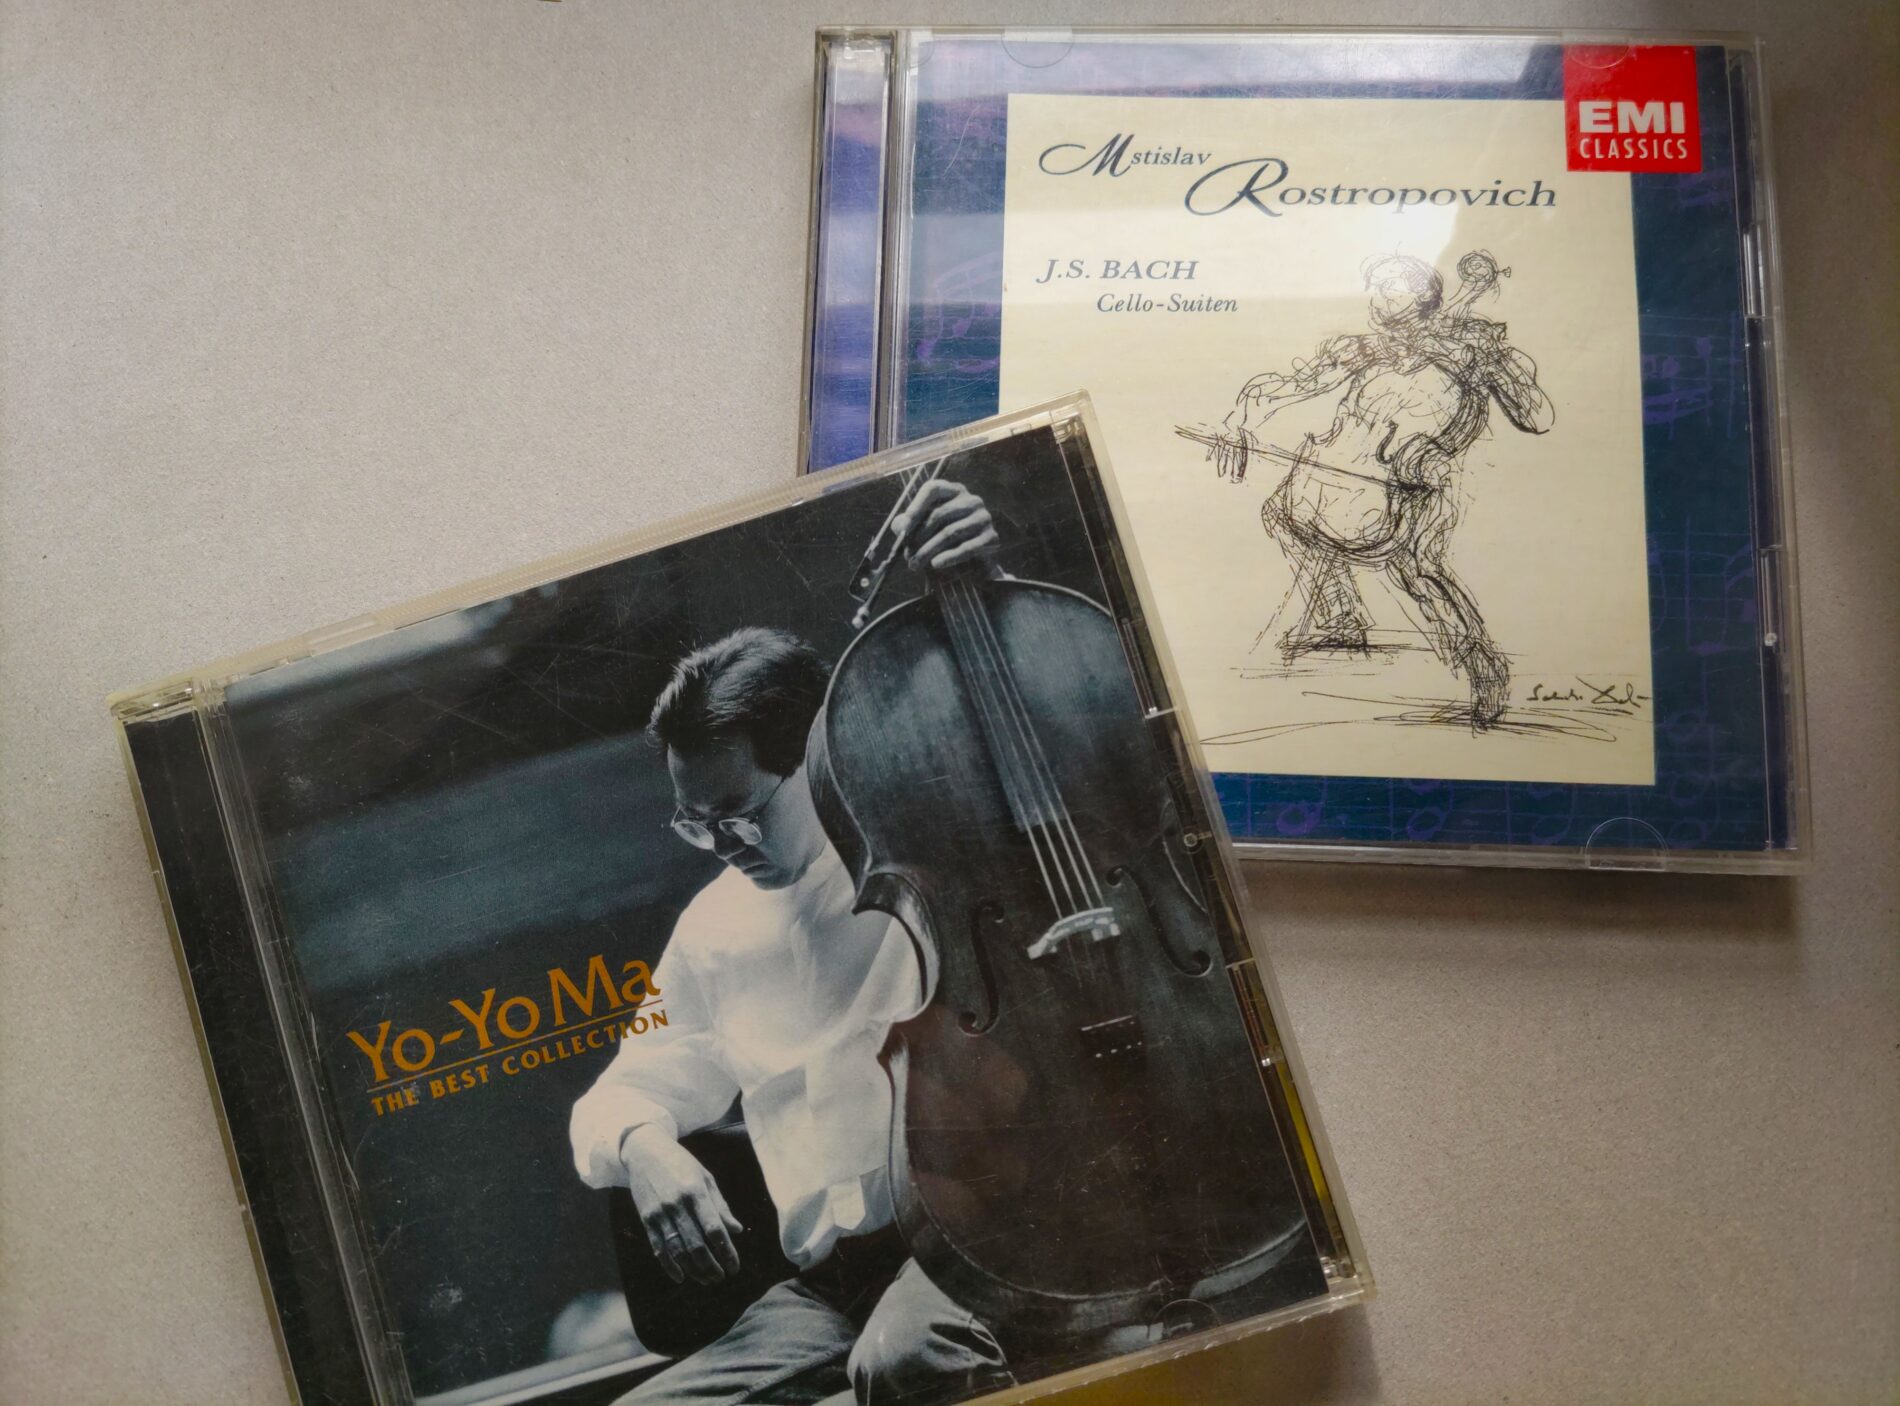 EMI
CLASSICS
Mstislav
Rostropovich
J.S. BACH
Cello-Suiten
Yo-Yo Ma
THE BEST COLLECTION